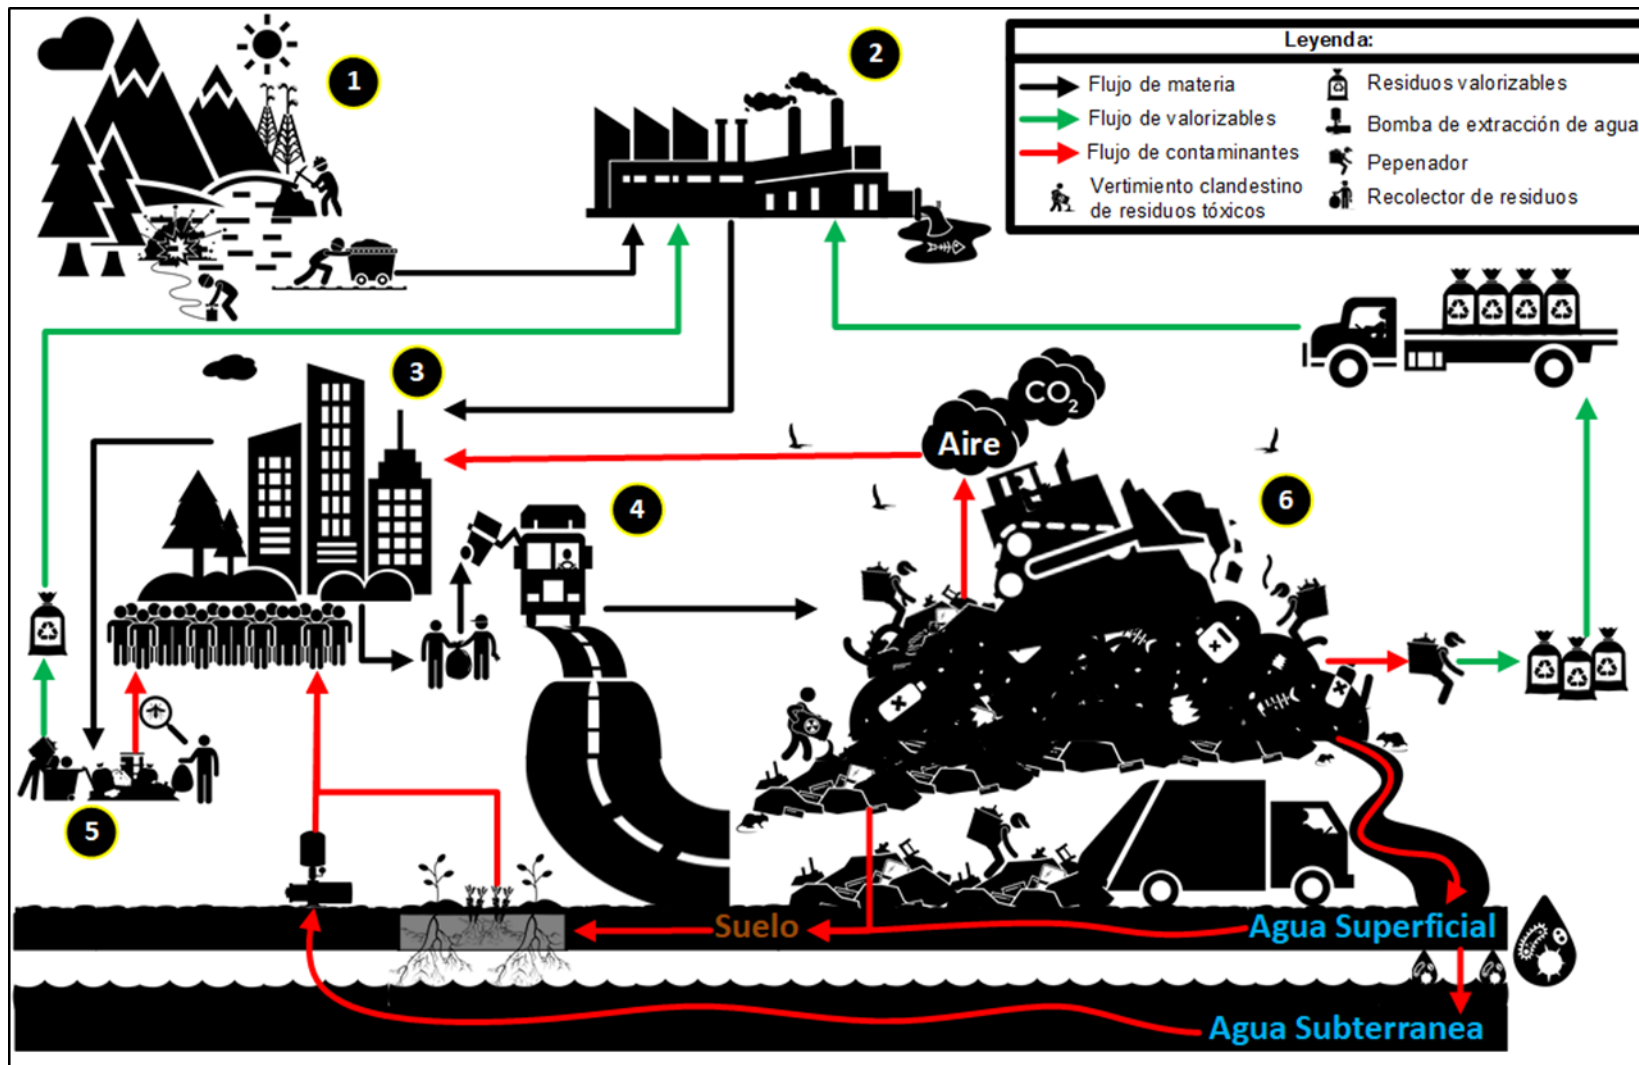 Leyenda:
Flujo de materia
Flujo de valorizables
Flujo de contaminantes
Vertimiento clandestino
de residuos tóxicos
Residuos valorizables
Bomba de extracción de agua
Pepenador
Recolector de residuos
1
2
3
CO2
Aire
4
6
5
Suelo
Agua Superficial
Agua Subterranea